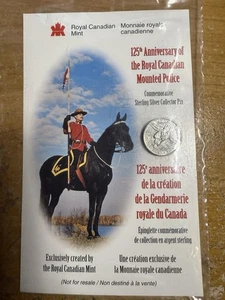 Royal Canadian Monnaie royale
Mint canadienne
125th Anniversary of
the Royal Canadian
Mounted Police
Commemorative
Sterling Silver Collector Pin
125e anniversaire
de la création
de la Gendarmerie
royale du Canada
Épinglette commémorative
de collection en argent sterling
Exclusively created by Une création exclusive de
the Royal Canadian Mint la Monnaie royale canadienne
(Not for resale / Non destiné à la vente)